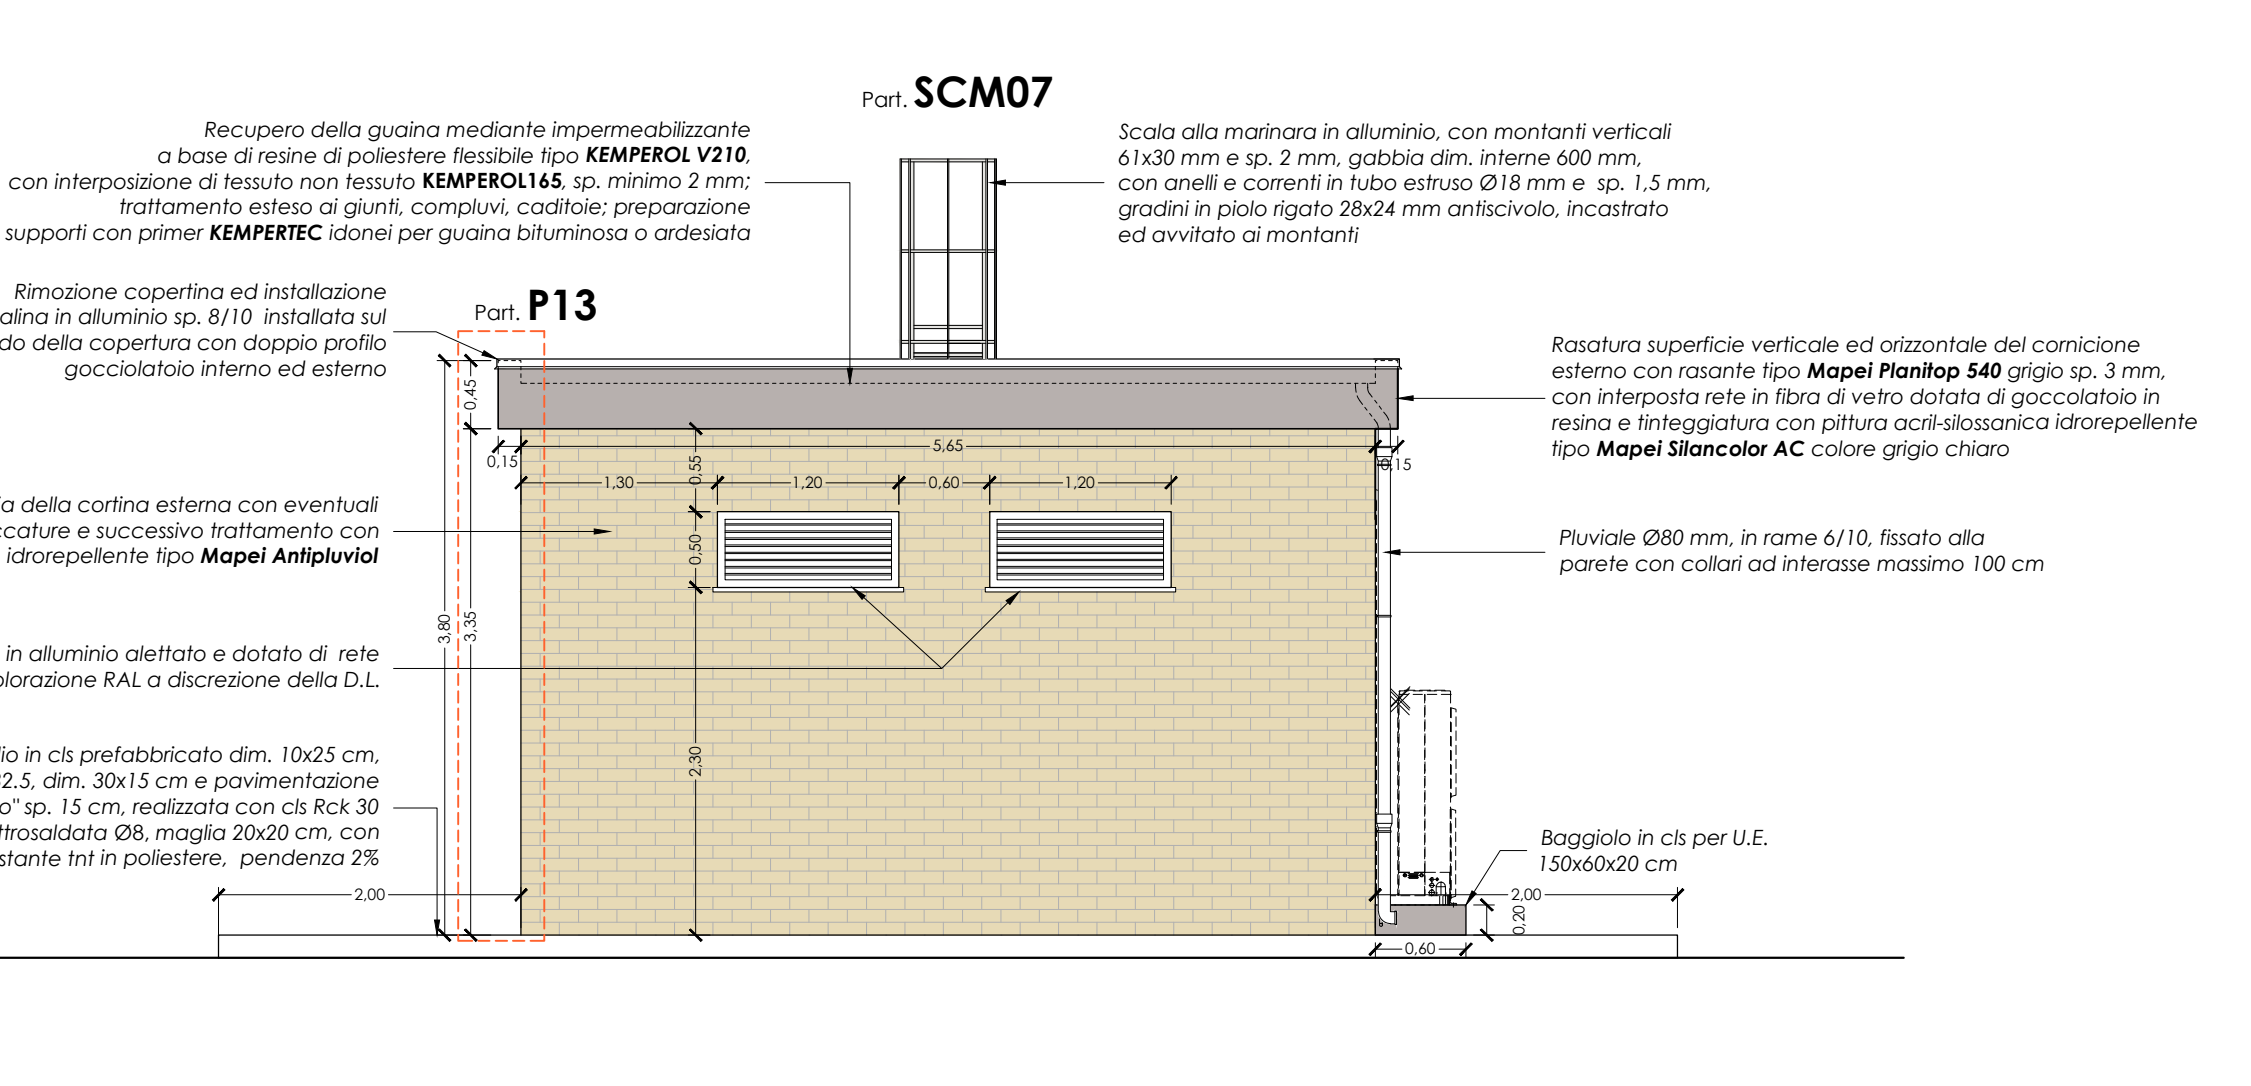 Part. SCM07
Recupero della guaina mediante impermeabilizzante
a base di resine di poliestere flessibile tipo KEMPEROL V210,
con interposizione di tessuto non tessuto KEMPEROL165, sp. minimo 2 mm;
trattamento esteso ai giunti, compluvi, caditoie; preparazione
supporti con primer KEMPERTEC idonei per guaina bituminosa o ardesiata
Scala alla marinara in alluminio, con montanti verticali
61x30 mm e sp. 2 mm, gabbia dim. interne 600 mm,
con anelli e correnti in tubo estruso Ø18 mm e sp. 1,5 mm,
gradini in piolo rigato 28x24 mm antiscivolo, incastrato
ed avvitato ai montanti
Rimozione copertina ed installazione
alina in alluminio sp. 8/10 installata sul
do della copertura con doppio profilo
gocciolatoio interno ed esterno
Part. P13
Rasatura superficie verticale ed orizzontale del cornicione
esterno con rasante tipo Mapei Planitop 540 grigio sp. 3 mm,
con interposta rete in fibra di vetro dotata di goccolatoio in
resina e tinteggiatura con pittura acril-silossanica idrorepellente
tipo Mapei Silancolor AC colore grigio chiaro
0,45
0,15
5,65
0,15
0,55
1,30
1,20
0,60
1,20
a della cortina esterna con eventuali
ccature e successivo trattamento con
idrorepellente tipo Mapei Antipluviol
0,50
Pluviale Ø80 mm, in rame 6/10, fissato alla
parete con collari ad interasse massimo 100 cm
3,80
3,35
in alluminio alettato e dotato di rete
olorazione RAL a discrezione della D.L.
2,30
io in cls prefabbricato dim. 10x25 cm,
32.5, dim. 30x15 cm e pavimentazione
o" sp. 15 cm, realizzata con cls Rck 30
ttrosaldata Ø8, maglia 20x20 cm, con
stante tnt in poliestere, pendenza 2%
Baggiolo in cls per U.E.
150x60x20 cm
2,00
2,00
0,20
0,60